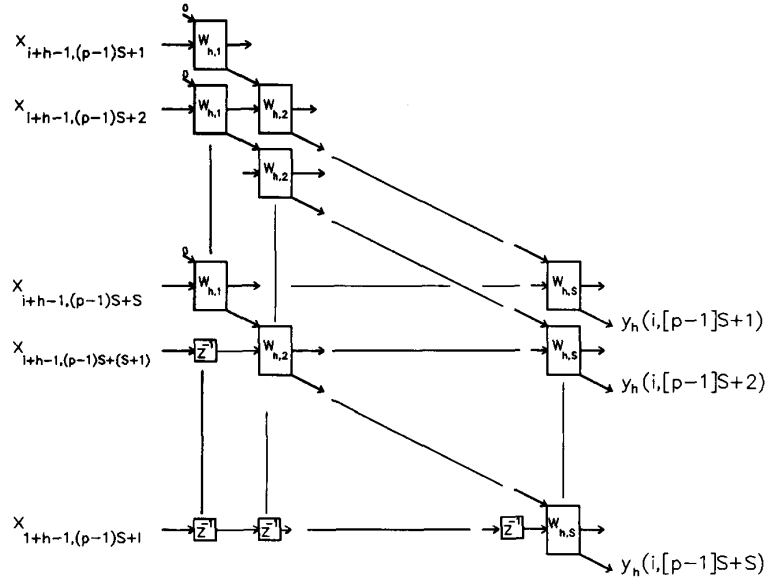 0
X i+h-1,(p-1)S+1 W h,1
0
X i+h-1,(p-1)S+2 W h,1 W h,2
W h,2
0
X i+h-1,(p-1)S+S W h,1 W h,S
y h (i,[p-1]S+1)
X i+h-1,(p-1)S+(S+1) Z -1 W h,2 W h,S
y h (i,[p-1]S+2)
X 1+h-1,(p-1)S+I Z -1 Z -1 Z -1 W h,S
y h (i,[p-1]S+S)